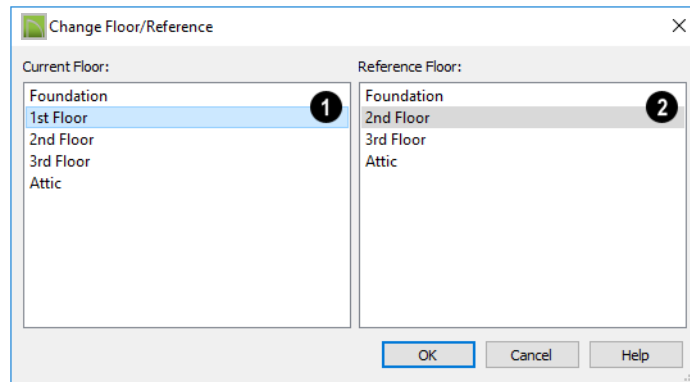 Change Floor/Reference
Current Floor:
Foundation
1st Floor
2nd Floor
3rd Floor
Attic
1
Reference Floor:
Foundation
2nd Floor
3rd Floor
Attic
2
OK
Cancel
Help